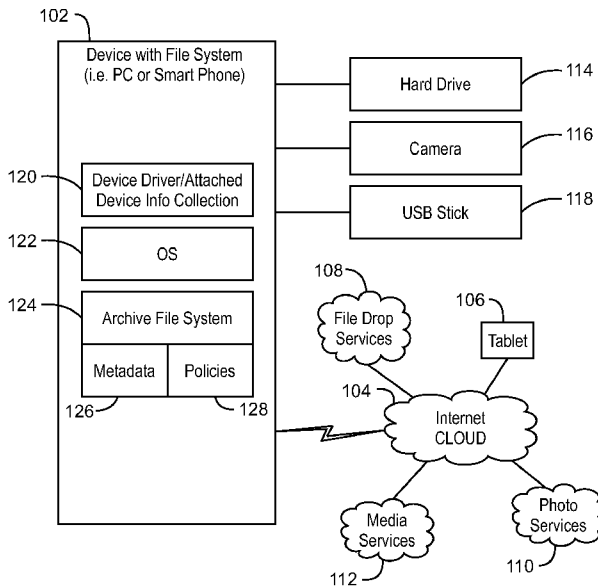 102
Device with File System
(i.e. PC or Smart Phone)
Hard Drive
114
Camera
116
120
Device Driver/Attached
Device Info Collection
USB Stick
118
122
OS
124
Archive File System
Metadata
Policies
126
128
108
File Drop
Services
106
Tablet
104
Internet
CLOUD
Media
Services
112
Photo
Services
110